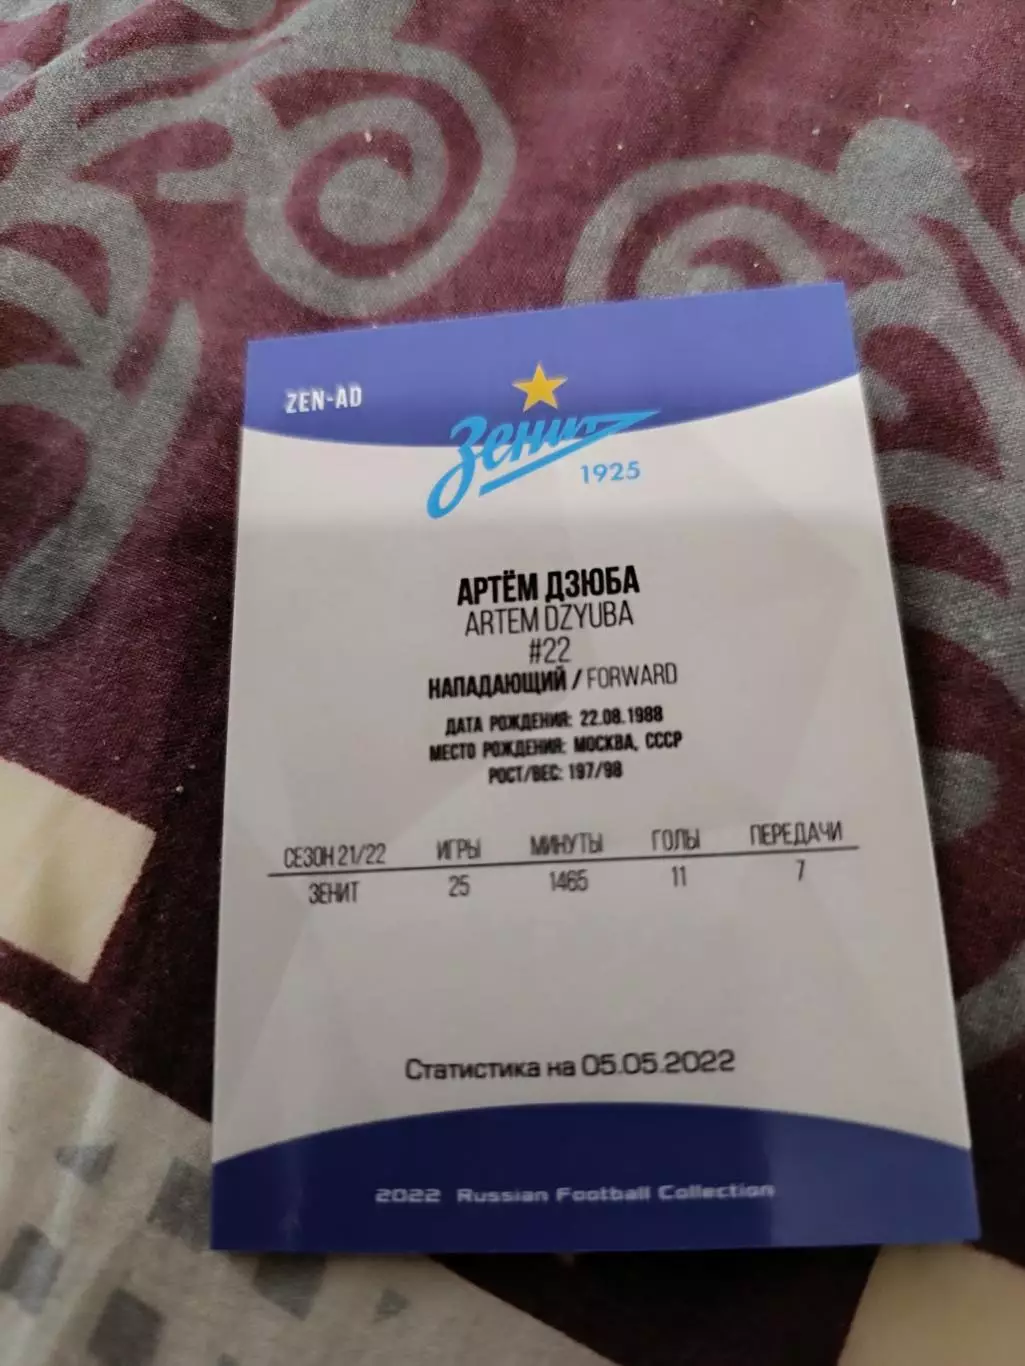 ZEN-AD
Зенит
1925
АРТЁМ ДЗЮБА
ARTEM DZYUBA
#22
НАПАДАЮЩИЙ / FORWARD
ДАТА РОЖДЕНИЯ: 22.08.1988
МЕСТО РОЖДЕНИЯ: МОСКВА, СССР
РОСТ/ВЕС: 197/98
СЕЗОН 21/22 ИГРЫ МИНУТЫ ГОЛЫ ПЕРЕДАЧИ
ЗЕНИТ 25 1465 11 7
Статистика на 05.05.2022
2022 Russian Football Collection